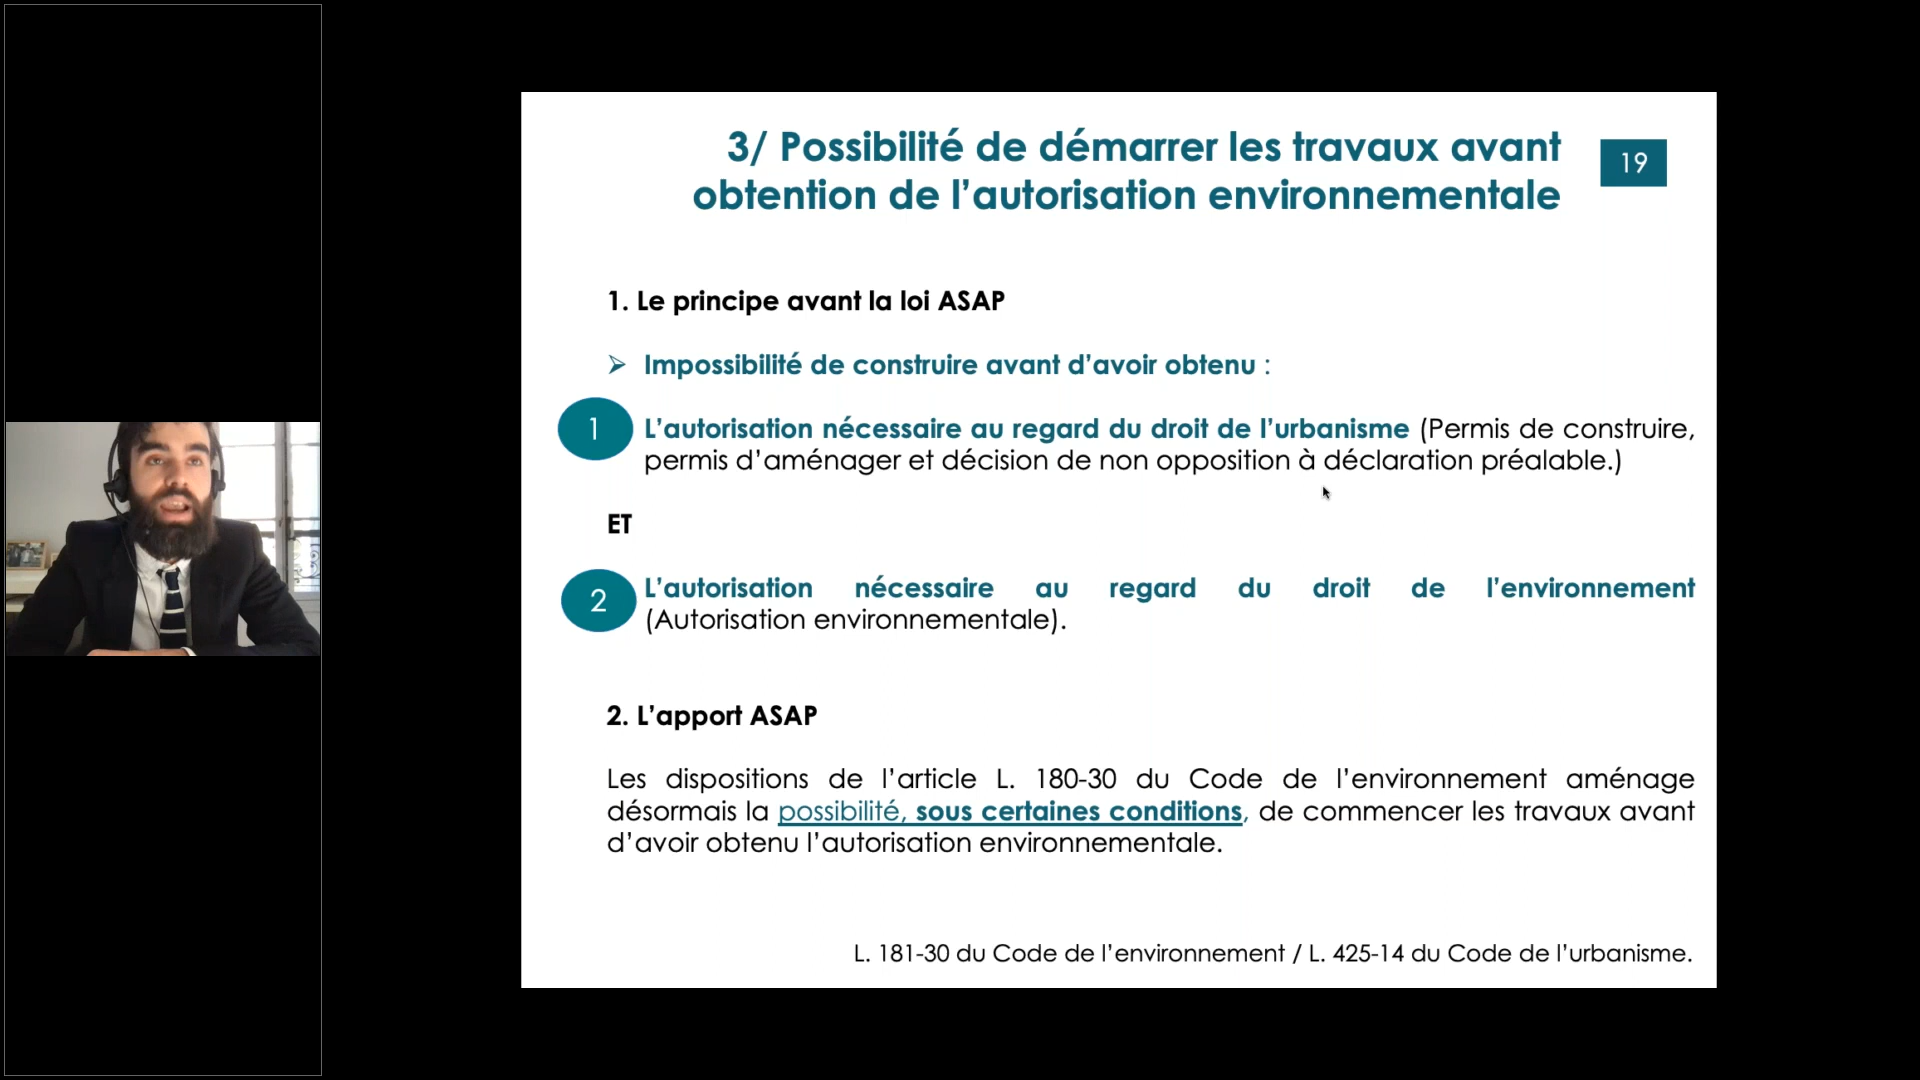 3/ Possibilité de démarrer les travaux avant
obtention de l’autorisation environnementale
19
1. Le principe avant la loi ASAP
➢ Impossibilité de construire avant d’avoir obtenu :
1
L’autorisation nécessaire au regard du droit de l’urbanisme (Permis de construire,
permis d’aménager et décision de non opposition à déclaration préalable.)
ET
2
L’autorisation nécessaire au regard du droit de l’environnement
(Autorisation environnementale).
2. L’apport ASAP
Les dispositions de l’article L. 180-30 du Code de l’environnement aménage
désormais la possibilité, sous certaines conditions, de commencer les travaux avant
d’avoir obtenu l’autorisation environnementale.
L. 181-30 du Code de l’environnement / L. 425-14 du Code de l’urbanisme.